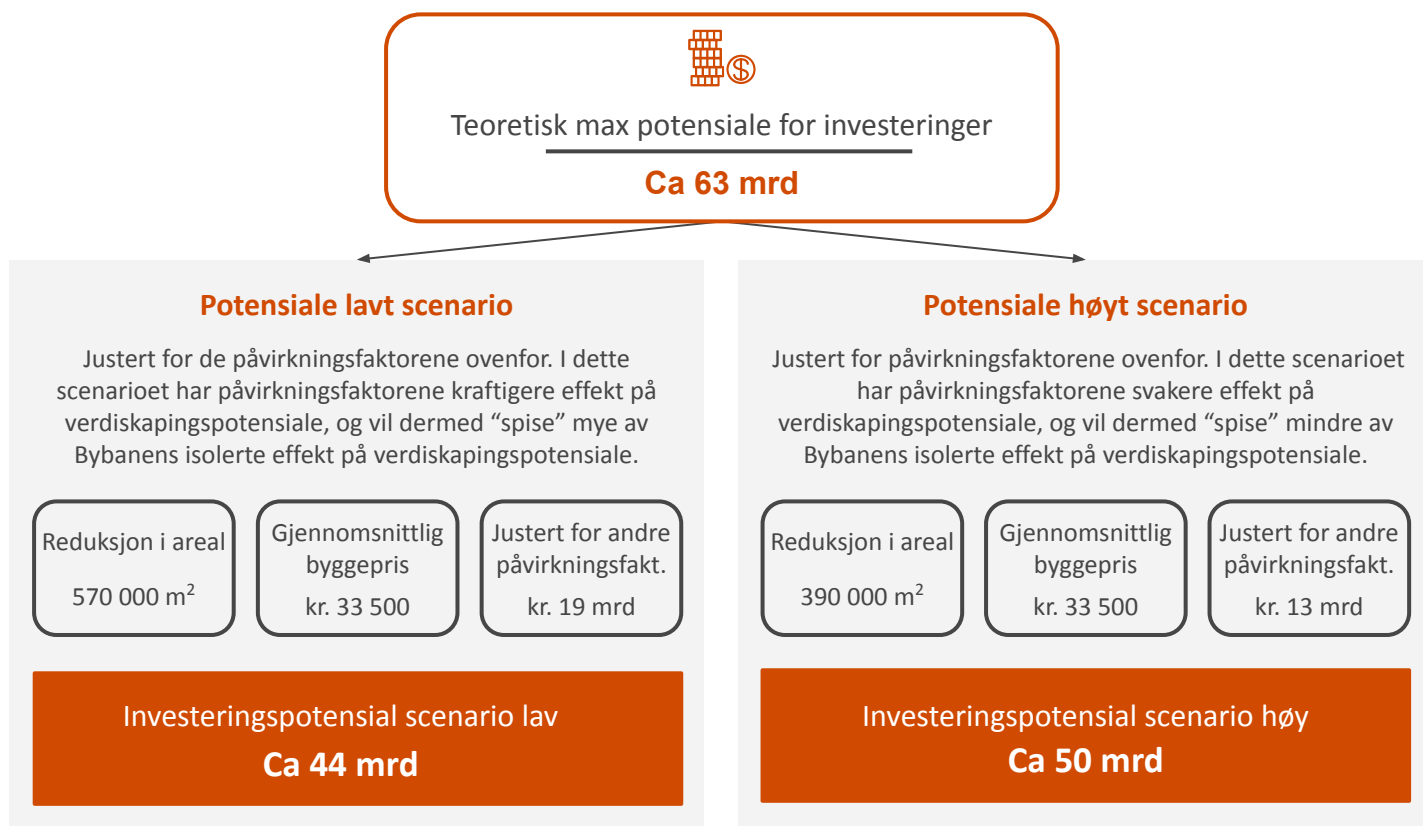 Teoretisk max potensiale for investeringer
Ca 63 mrd
Potensiale lavt scenario
Justert for de påvirkningsfaktorene ovenfor. I dette
scenarioet har påvirkningsfaktorene kraftigere effekt på
verdiskapingspotensiale, og vil dermed “spise” mye av
Bybanens isolerte effekt på verdiskapingspotensiale.
Reduksjon i areal
570 000 m²
Gjennomsnittlig
byggepris
kr. 33 500
Justert for andre
påvirkningsfakt.
kr. 19 mrd
Investeringspotensial scenario lav
Ca 44 mrd
Potensiale høyt scenario
Justert for påvirkningsfaktorene ovenfor. I dette scenarioet
har påvirkningsfaktorene svakere effekt på
verdiskapingspotensiale, og vil dermed “spise” mindre av
Bybanens isolerte effekt på verdiskapingspotensiale.
Reduksjon i areal
390 000 m²
Gjennomsnittlig
byggepris
kr. 33 500
Justert for andre
påvirkningsfakt.
kr. 13 mrd
Investeringspotensial scenario høy
Ca 50 mrd